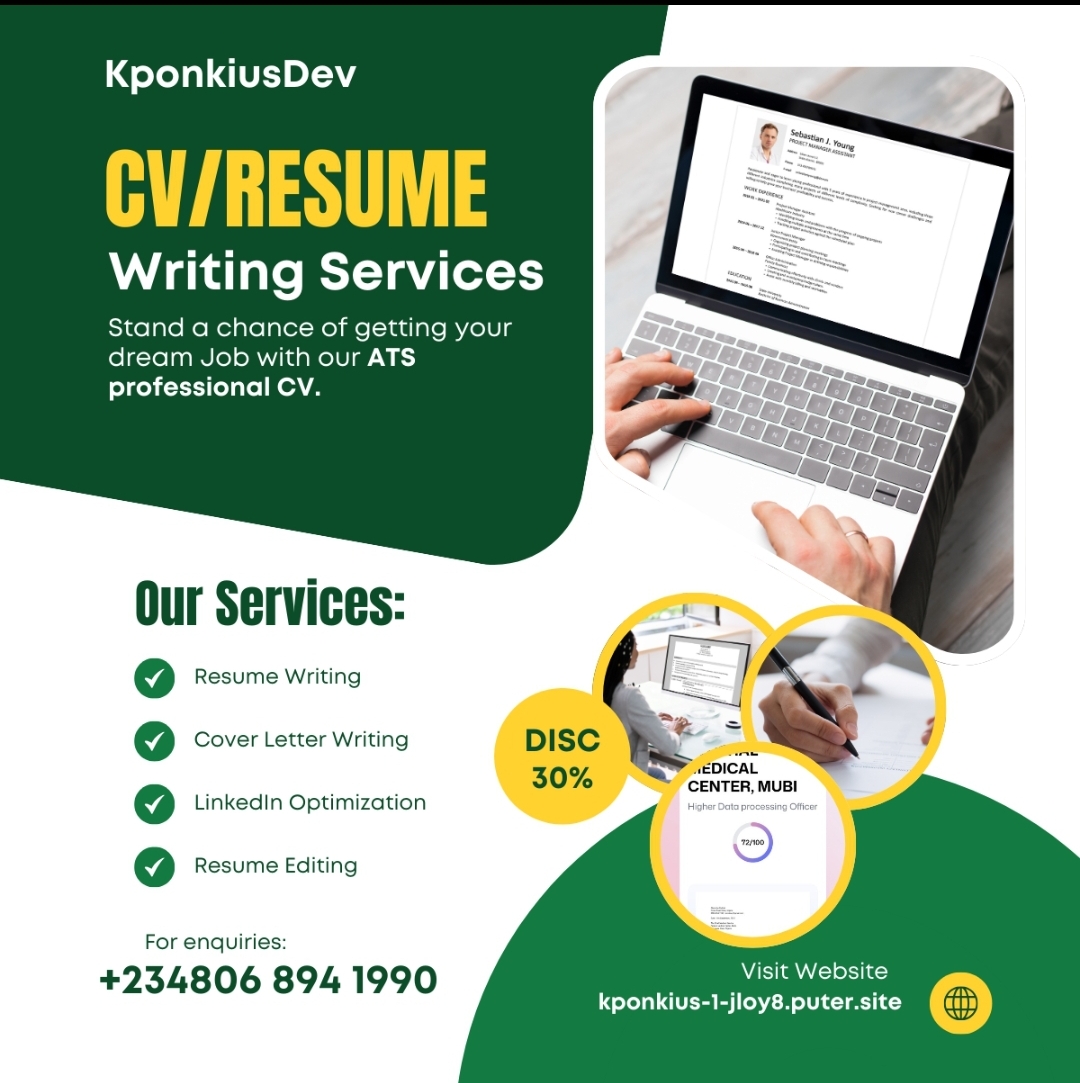 KponkiusDev
CV/RESUME
Writing Services
Stand a chance of getting your
dream Job with our ATS
professional CV.
Sebastian J. Young
PROJECT MANAGER ASSISTANT
WORK EXPERIENCE
EDUCATION
Our Services:
Resume Writing
Cover Letter Writing
LinkedIn Optimization
Resume Editing
DISC
30%
MEDICAL
CENTER, MUBI
Higher Data processing Officer
72/100
For enquiries:
+234806 894 1990
Visit Website
kponkius-1-jloy8.puter.site